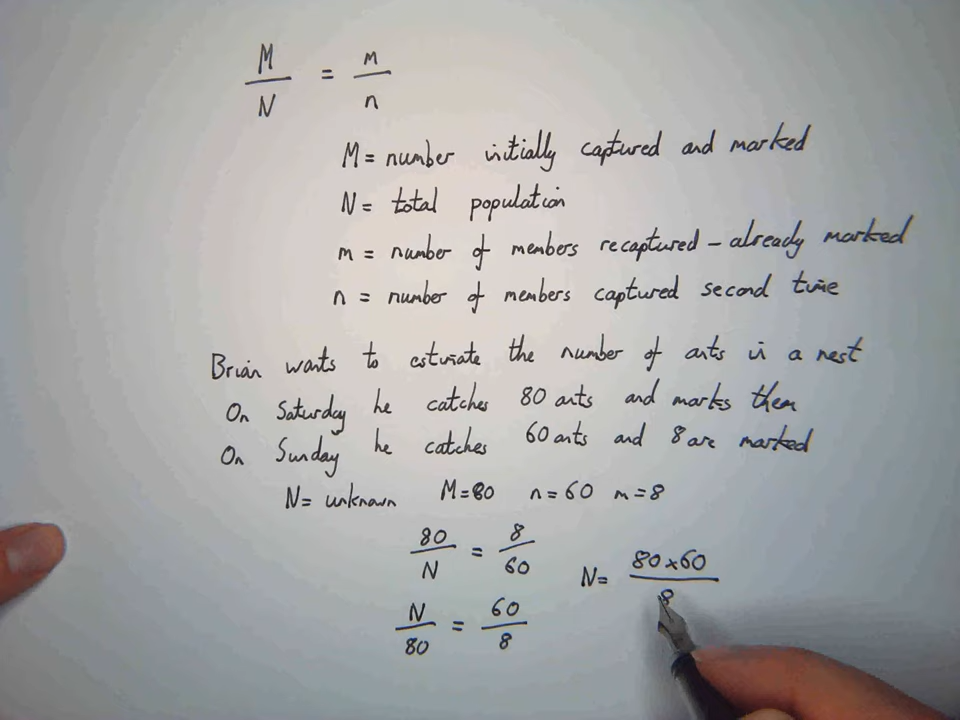 M/N = m/n
M = number initially captured and marked
N = total population
m = number of members recaptured - already marked
n = number of members captured second time
Brian wants to estimate the number of ants in a nest
On Saturday he catches 80 ants and marks them
On Sunday he catches 60 ants and 8 are marked
N = unknown M = 80 n = 60 m = 8
80/N = 8/60
N = 80 x 60 / 8
N/80 = 60/8